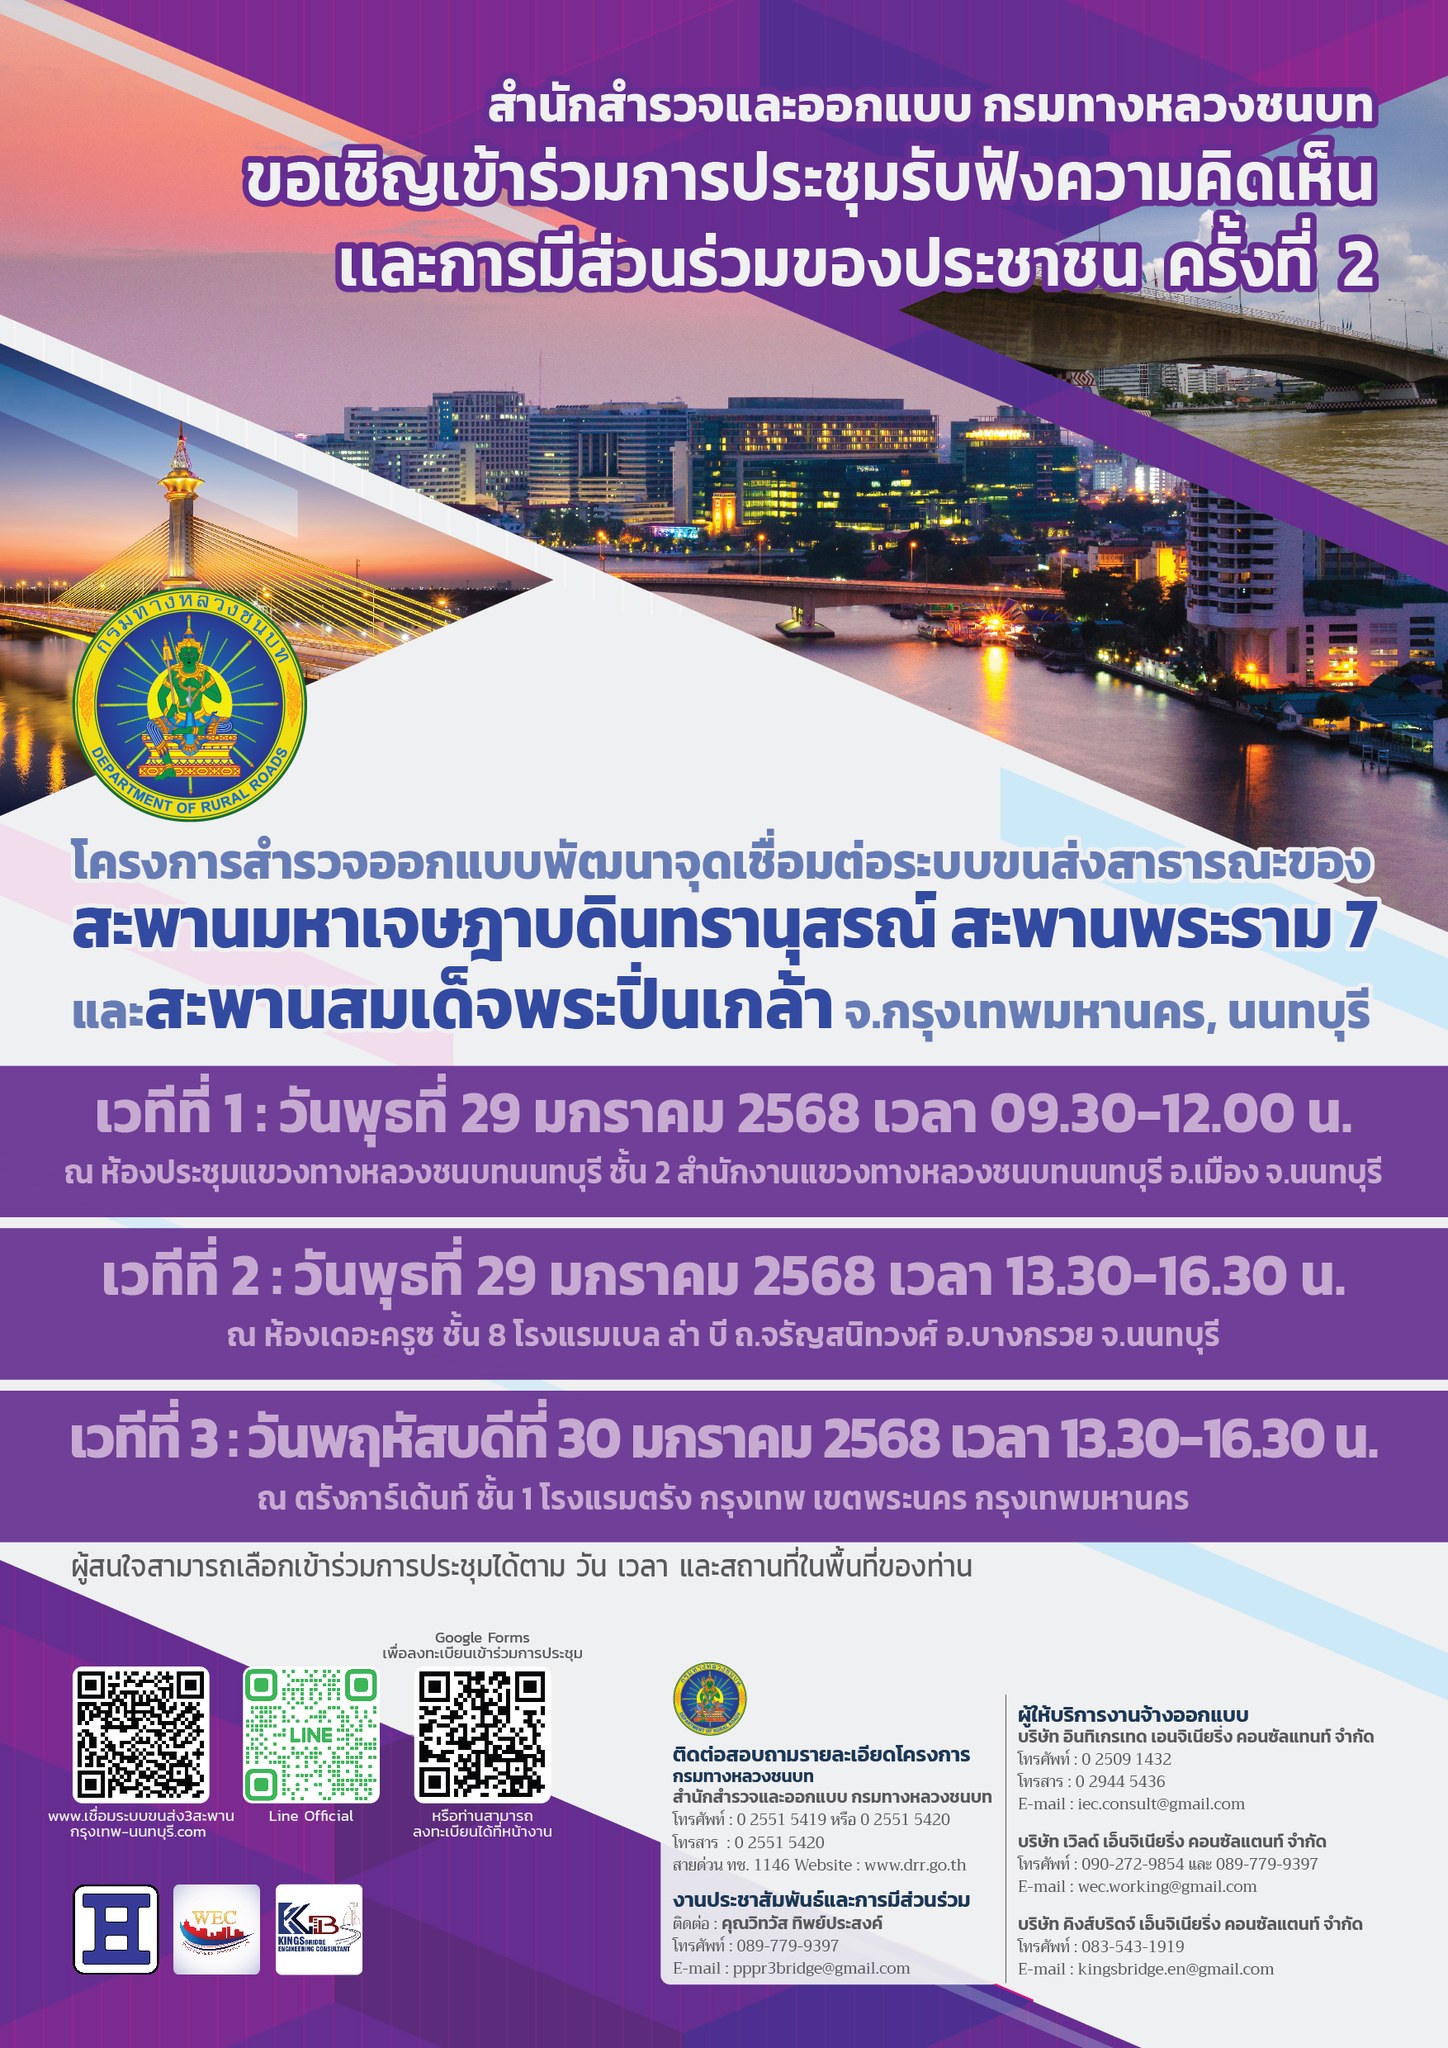 สำนักสำรวจและออกแบบ กรมทางหลวงชนบท
ขอเชิญเข้าร่วมการประชุมรับฟังความคิดเห็น
และการมีส่วนร่วมของประชาชน ครั้งที่ 2
กรมทางหลวงชนบท
DEPARTMENT OF RURAL ROADS
โครงการสำรวจออกแบบพัฒนาจุดเชื่อมต่อระบบขนส่งสาธารณะของ
สะพานมหาเจษฎาบดินทรานุสรณ์ สะพานพระราม 7
และสะพานสมเด็จพระปิ่นเกล้า จ.กรุงเทพมหานคร, นนทบุรี
เวทีที่ 1 : วันพุธที่ 29 มกราคม 2568 เวลา 09.30-12.00 น.
ณ ห้องประชุมแขวงทางหลวงชนบทนนทบุรี ชั้น 2 สำนักงานแขวงทางหลวงชนบทนนทบุรี อ.เมือง จ.นนทบุรี
เวทีที่ 2 : วันพุธที่ 29 มกราคม 2568 เวลา 13.30-16.30 น.
ณ ห้องเดอะครูซ ชั้น 8 โรงแรมเบล ล่า บี ถ.จรัญสนิทวงศ์ อ.บางกรวย จ.นนทบุรี
เวทีที่ 3 : วันพฤหัสบดีที่ 30 มกราคม 2568 เวลา 13.30-16.30 น.
ณ ตรังการ์เด้นท์ ชั้น 1 โรงแรมตรัง กรุงเทพ เขตพระนคร กรุงเทพมหานคร
ผู้สนใจสามารถเลือกเข้าร่วมการประชุมได้ตาม วัน เวลา และสถานที่ในพื้นที่ของท่าน
Google Forms
เพื่อลงทะเบียนเข้าร่วมการประชุม
LINE
www.เชื่อมระบบขนส่ง3สะพาน
กรุงเทพ-นนทบุรี.com
Line Official
หรือท่านสามารถ
ลงทะเบียนได้ที่หน้างาน
WEC
KB
KINGSBRIDGE
ENGINEERING CONSULTANT
ติดต่อสอบถามรายละเอียดโครงการ
กรมทางหลวงชนบท
สำนักสำรวจและออกแบบ กรมทางหลวงชนบท
โทรศัพท์ : 0 2551 5419 หรือ 0 2551 5420
โทรสาร : 0 2551 5420
สายด่วน ทช. 1146 Website : www.drr.go.th
งานประชาสัมพันธ์และการมีส่วนร่วม
ติดต่อ : คุณวิทวัส ทิพย์ประสงค์
โทรศัพท์ : 089-779-9397
E-mail : pppr3bridge@gmail.com
ผู้ให้บริการงานจ้างออกแบบ
บริษัท อินทิเกรเทด เอนจิเนียริ่ง คอนซัลแทนท์ จำกัด
โทรศัพท์ : 0 2509 1432
โทรสาร : 0 2944 5436
E-mail : iec.consult@gmail.com
บริษัท เวิลด์ เอ็นจิเนียริ่ง คอนซัลแตนท์ จำกัด
โทรศัพท์ : 090-272-9854 และ 089-779-9397
E-mail : wec.working@gmail.com
บริษัท คิงส์บริดจ์ เอ็นจิเนียริ่ง คอนซัลแตนท์ จำกัด
โทรศัพท์ : 083-543-1919
E-mail : kingsbridge.en@gmail.com